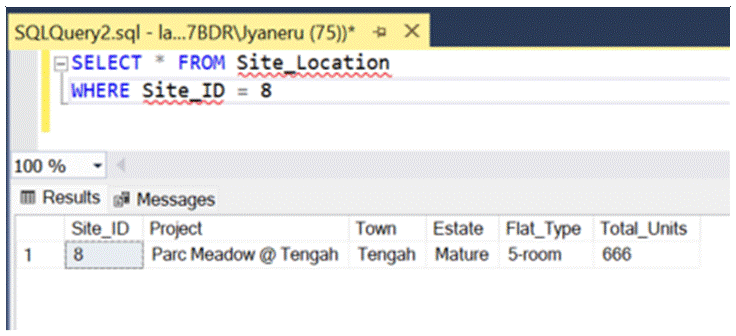 SQLQuery2.sql - la...7BDR\Jyaneru (75))*
SELECT * FROM Site_Location
WHERE Site_ID = 8
100 %
Results Messages
Site_ID Project Town Estate Flat_Type Total_Units
1 8 Parc Meadow @ Tengah Tengah Mature 5-room 666